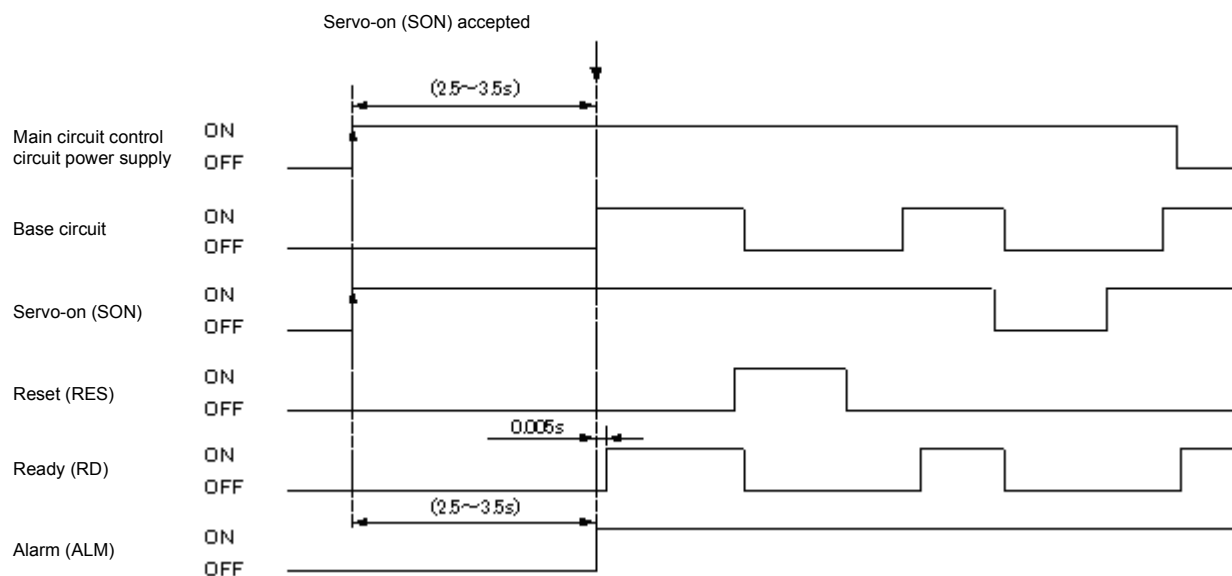 Servo-on (SON) accepted
(2.5～3.5s)
Main circuit control
circuit power supply
ON
OFF
Base circuit
ON
OFF
Servo-on (SON)
ON
OFF
Reset (RES)
ON
OFF
0.005s
Ready (RD)
ON
OFF
(2.5～3.5s)
Alarm (ALM)
ON
OFF